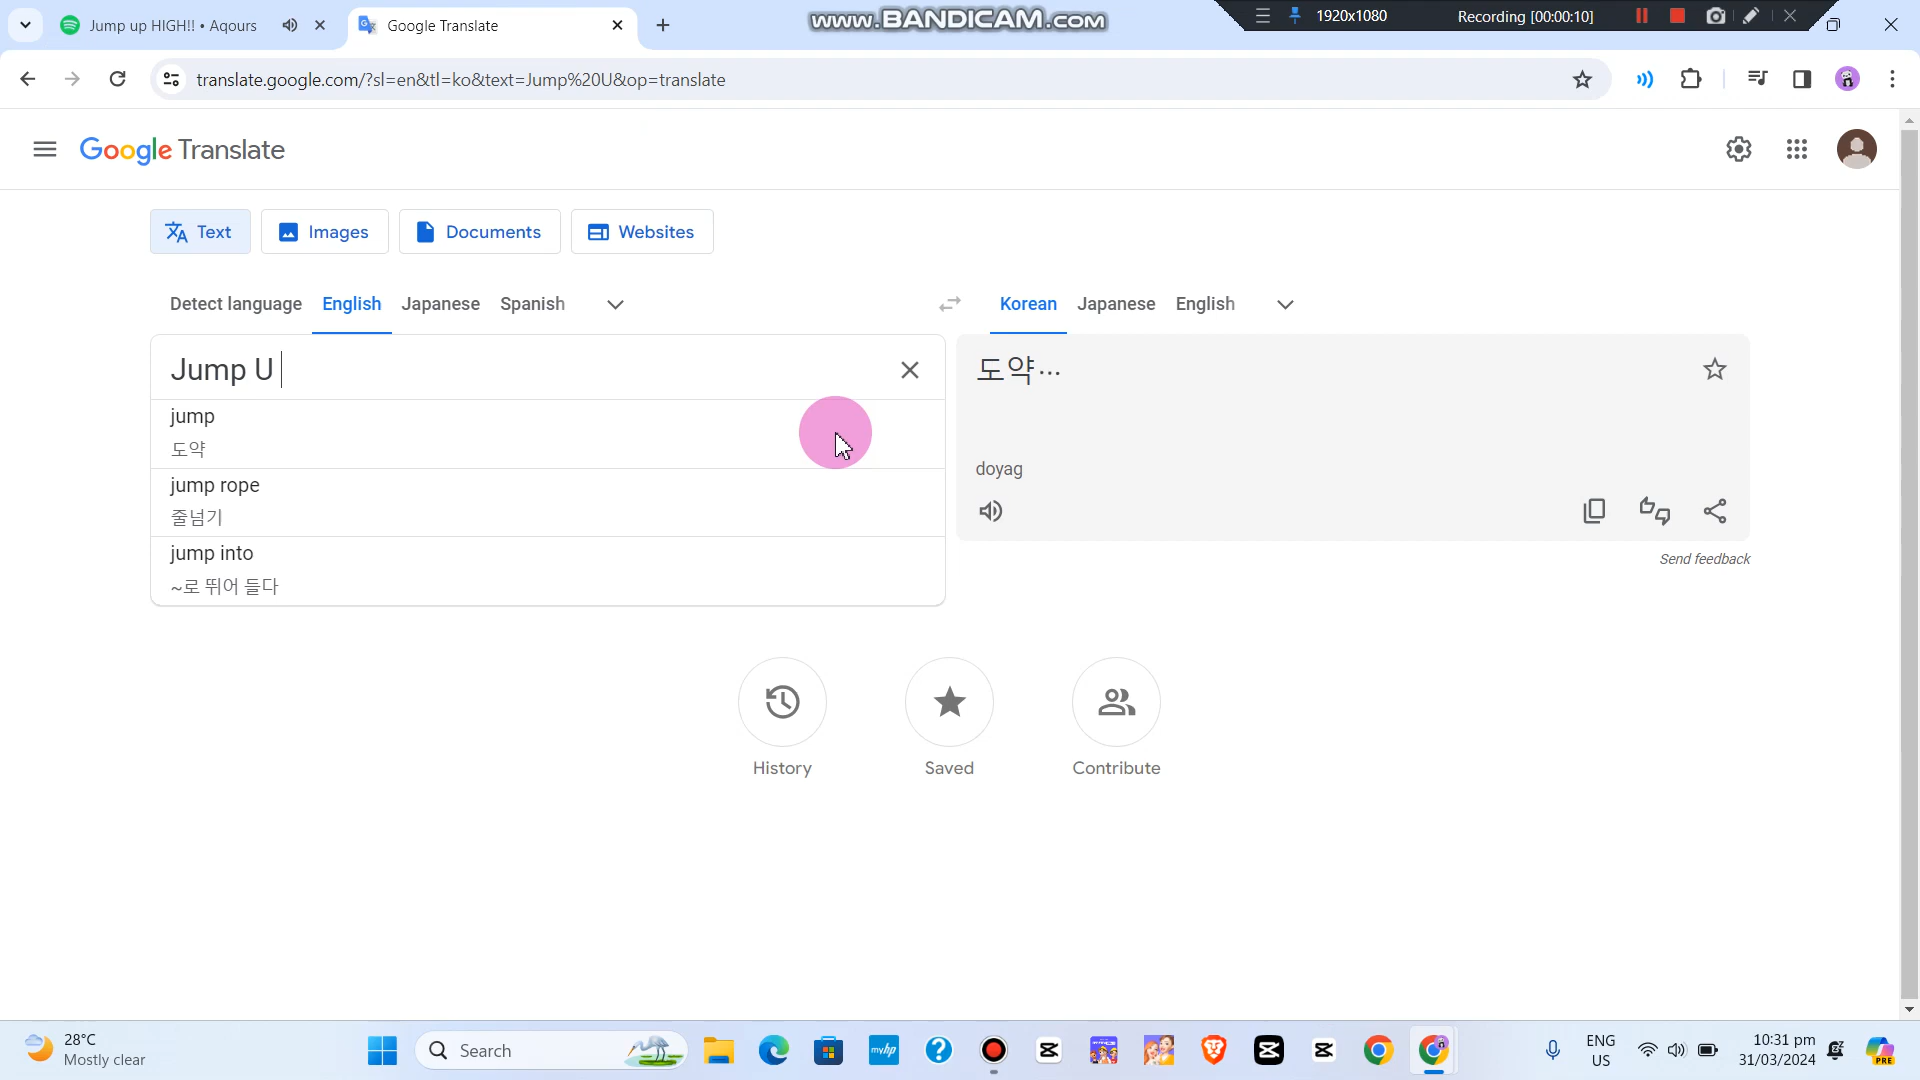 Jump up HIGH!! • Aqours
Google Translate
www.BANDICAM.com
1920x1080
Recording [00:00:10]
translate.google.com/?sl=en&tl=ko&text=Jump%20U&op=translate
Google Translate
Text
Images
Documents
Websites
Detect language
English
Japanese
Spanish
Korean
Japanese
English
Jump U
도약…
jump
도약
doyag
jump rope
줄넘기
jump into
~로 뛰어 들다
Send feedback
History
Saved
Contribute
28°C
Mostly clear
Search
myhp
ENG
US
10:31 pm
31/03/2024
PRE